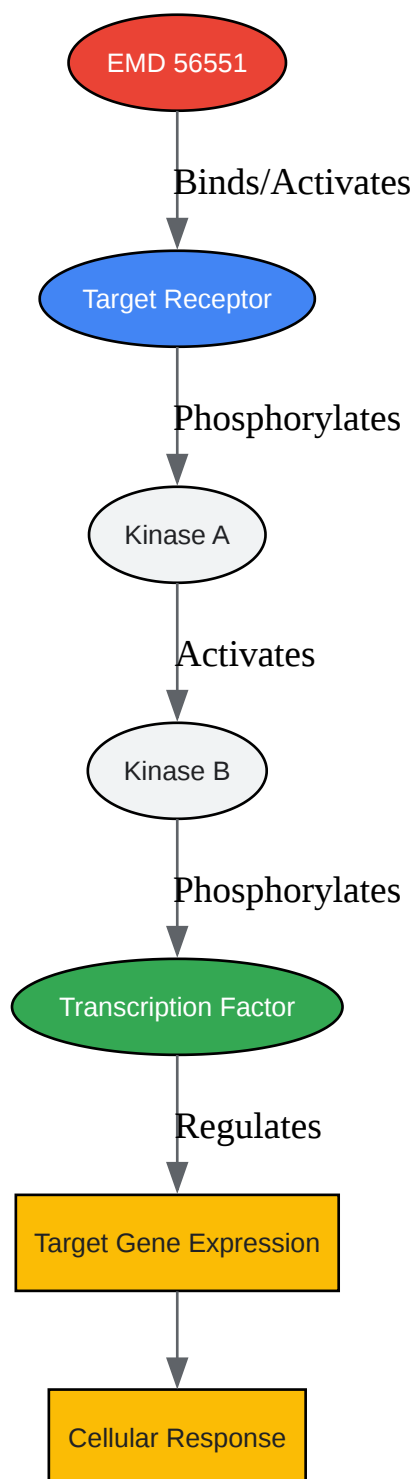 EMD 56551
Binds/Activates
Target Receptor
Phosphorylates
Kinase A
Activates
Kinase B
Phosphorylates
Transcription Factor
Regulates
Target Gene Expression
Cellular Response